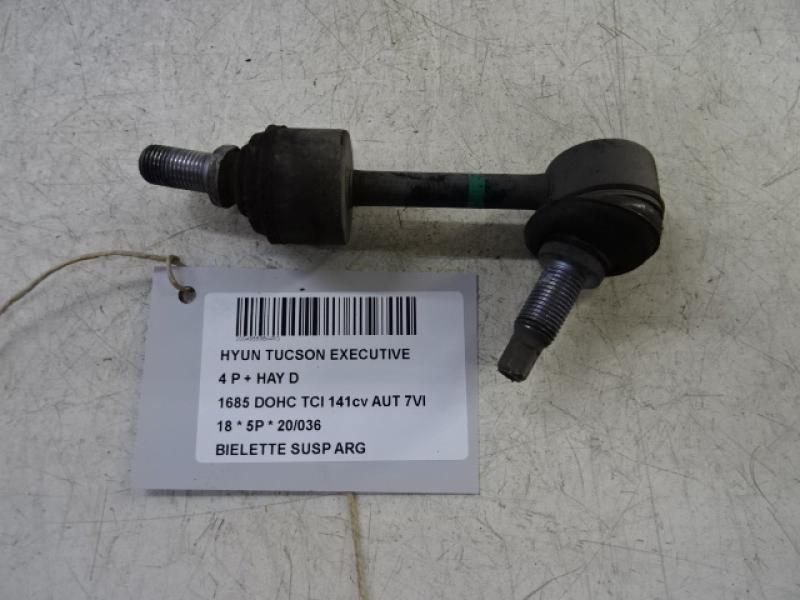 HYUN TUCSON EXECUTIVE
4 P + HAY D
1685 DOHC TCI 141cv AUT 7VI
18 * 5P * 20/036
BIELETTE SUSP ARG